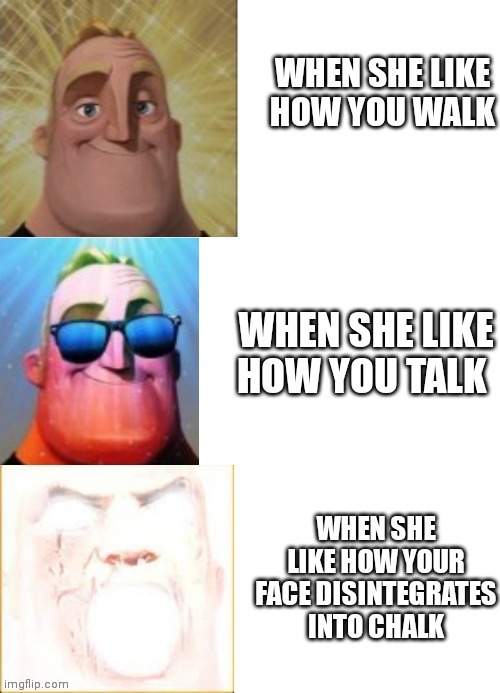 WHEN SHE LIKE
HOW YOU WALK
WHEN SHE LIKE
HOW YOU TALK
WHEN SHE
LIKE HOW YOUR
FACE DISINTEGRATES
INTO CHALK
imgflip.com